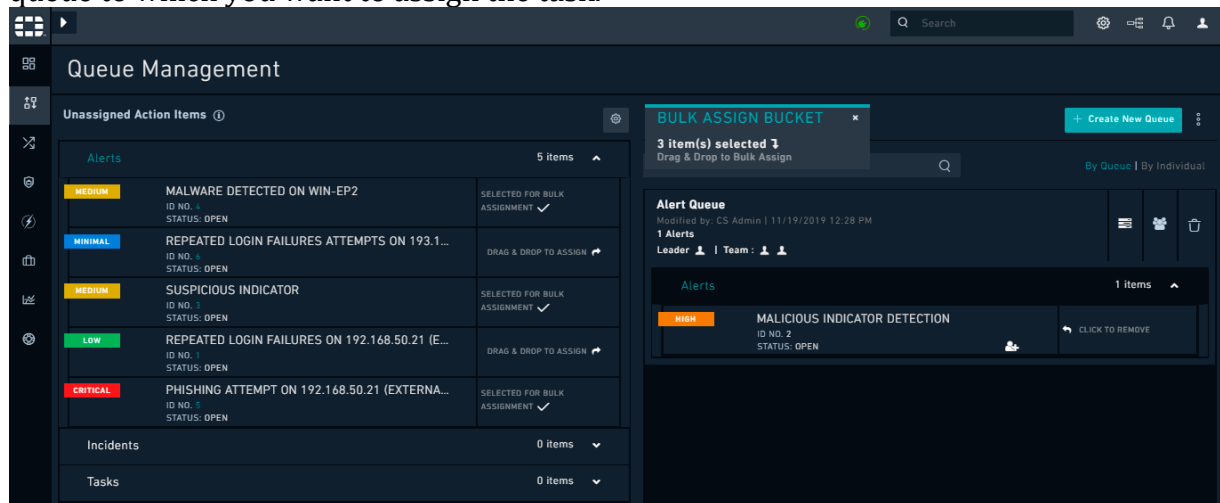 queue to which you want to assign the task.
Search
Queue Management
Unassigned Action Items
BULK ASSIGN BUCKET ×
3 item(s) selected
Drag & Drop to Bulk Assign
+ Create New Queue
By Queue | By Individual
Alerts 5 items
MEDIUM
MALWARE DETECTED ON WIN-EP2
ID NO. 4
STATUS: OPEN
SELECTED FOR BULK
ASSIGNMENT
MINIMAL
REPEATED LOGIN FAILURES ATTEMPTS ON 193.1...
ID NO. 6
STATUS: OPEN
DRAG & DROP TO ASSIGN
MEDIUM
SUSPICIOUS INDICATOR
ID NO. 3
STATUS: OPEN
SELECTED FOR BULK
ASSIGNMENT
LOW
REPEATED LOGIN FAILURES ON 192.168.50.21 (E...
ID NO. 1
STATUS: OPEN
DRAG & DROP TO ASSIGN
CRITICAL
PHISHING ATTEMPT ON 192.168.50.21 (EXTERNA...
ID NO. 5
STATUS: OPEN
SELECTED FOR BULK
ASSIGNMENT
Incidents 0 items
Tasks 0 items
Alert Queue
Modified by: CS Admin | 11/19/2019 12:28 PM
1 Alerts
Leader | Team :
Alerts 1 items
HIGH
MALICIOUS INDICATOR DETECTION
ID NO. 2
STATUS: OPEN
CLICK TO REMOVE